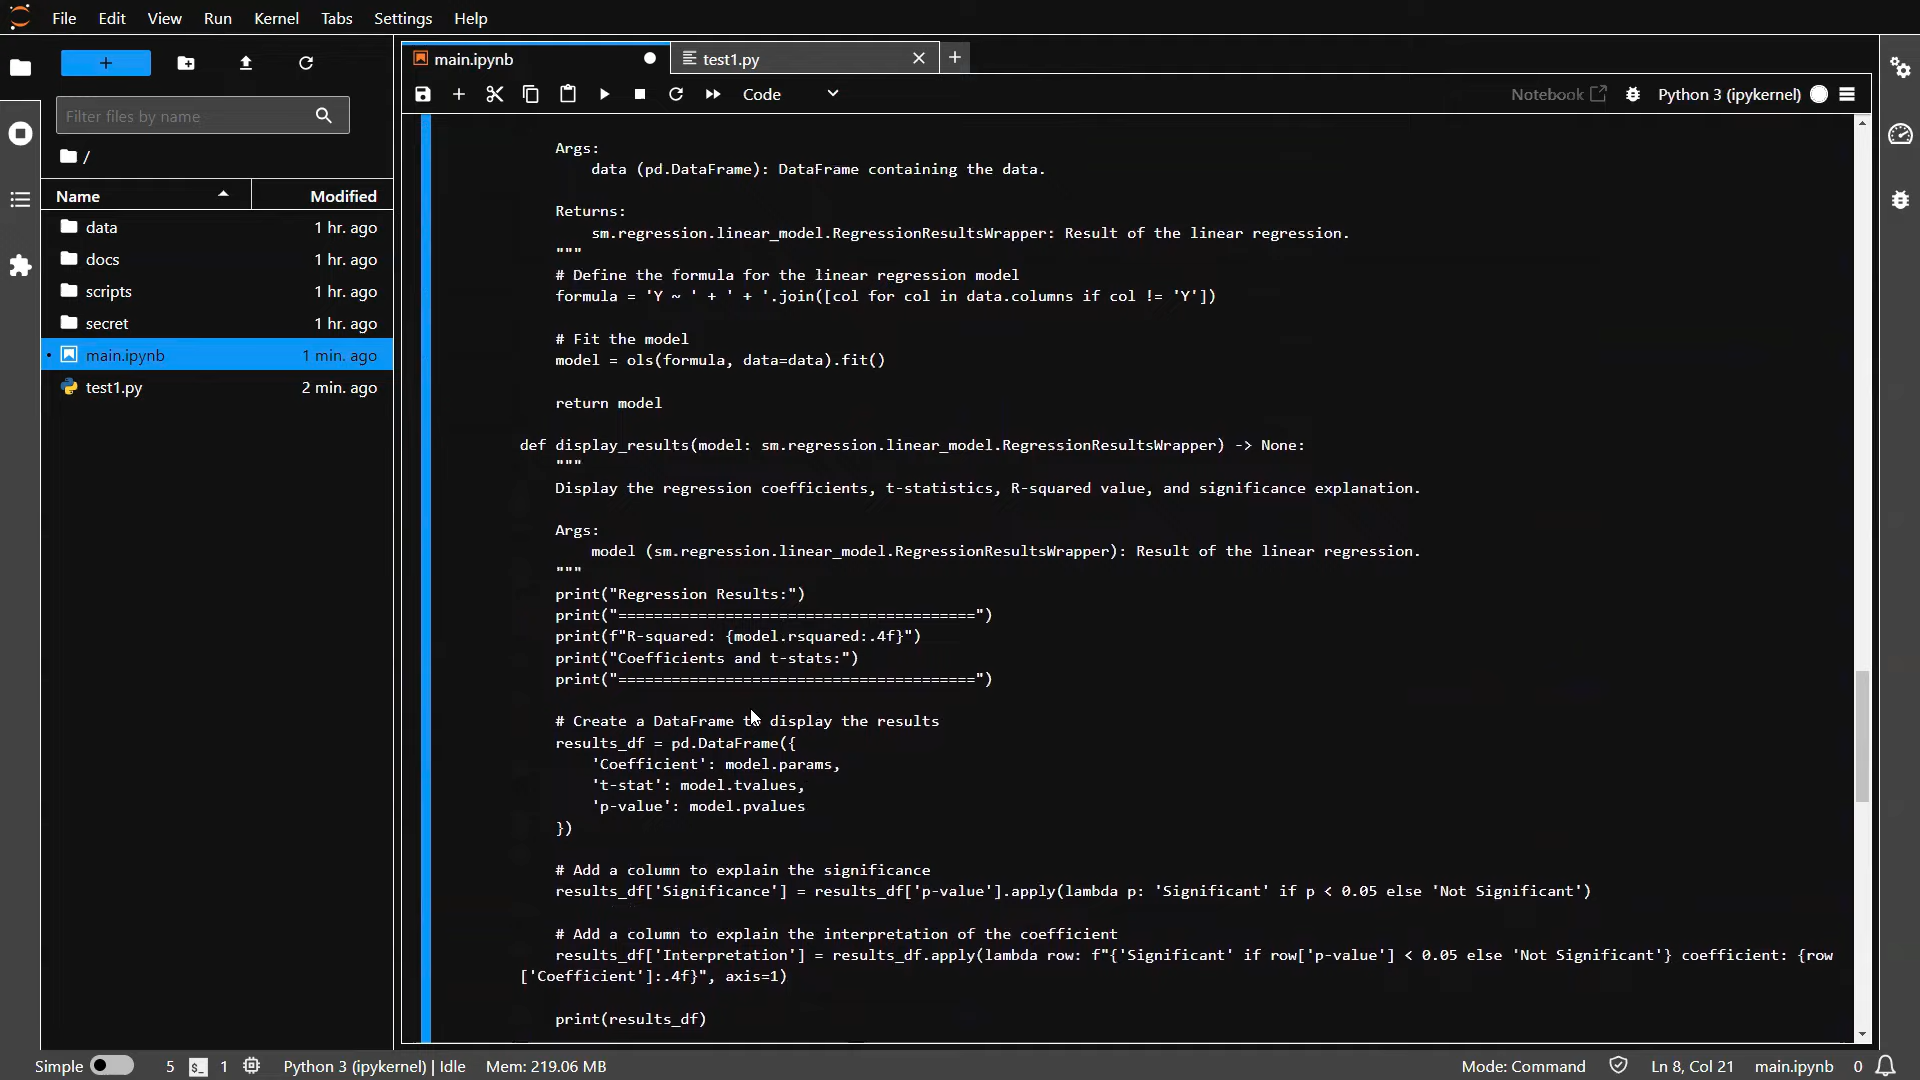 File Edit View Run Kernel Tabs Settings Help
main.ipynb
test1.py
Code
Notebook
Python 3 (ipykernel)
Filter files by name
/
Name Modified
data 1 hr. ago
docs 1 hr. ago
scripts 1 hr. ago
secret 1 hr. ago
main.ipynb 1 min. ago
test1.py 2 min. ago
Args:
data (pd.DataFrame): DataFrame containing the data.
Returns:
sm.regression.linear_model.RegressionResultsWrapper: Result of the linear regression.
"""
# Define the formula for the linear regression model
formula = 'Y ~ ' + ' + '.join([col for col in data.columns if col != 'Y'])
# Fit the model
model = ols(formula, data=data).fit()
return model
def display_results(model: sm.regression.linear_model.RegressionResultsWrapper) -> None:
"""
Display the regression coefficients, t-statistics, R-squared value, and significance explanation.
Args:
model (sm.regression.linear_model.RegressionResultsWrapper): Result of the linear regression.
"""
print("Regression Results:")
print("========================================")
print(f"R-squared: {model.rsquared:.4f}")
print("Coefficients and t-stats:")
print("========================================")
# Create a DataFrame to display the results
results_df = pd.DataFrame({
'Coefficient': model.params,
't-stat': model.tvalues,
'p-value': model.pvalues
})
# Add a column to explain the significance
results_df['Significance'] = results_df['p-value'].apply(lambda p: 'Significant' if p < 0.05 else 'Not Significant')
# Add a column to explain the interpretation of the coefficient
results_df['Interpretation'] = results_df.apply(lambda row: f"{'Significant' if row['p-value'] < 0.05 else 'Not Significant'} coefficient: {row
['Coefficient']:.4f}", axis=1)
print(results_df)
Simple 5 $_ 1 Python 3 (ipykernel) | Idle Mem: 219.06 MB Mode: Command Ln 8, Col 21 main.ipynb 0